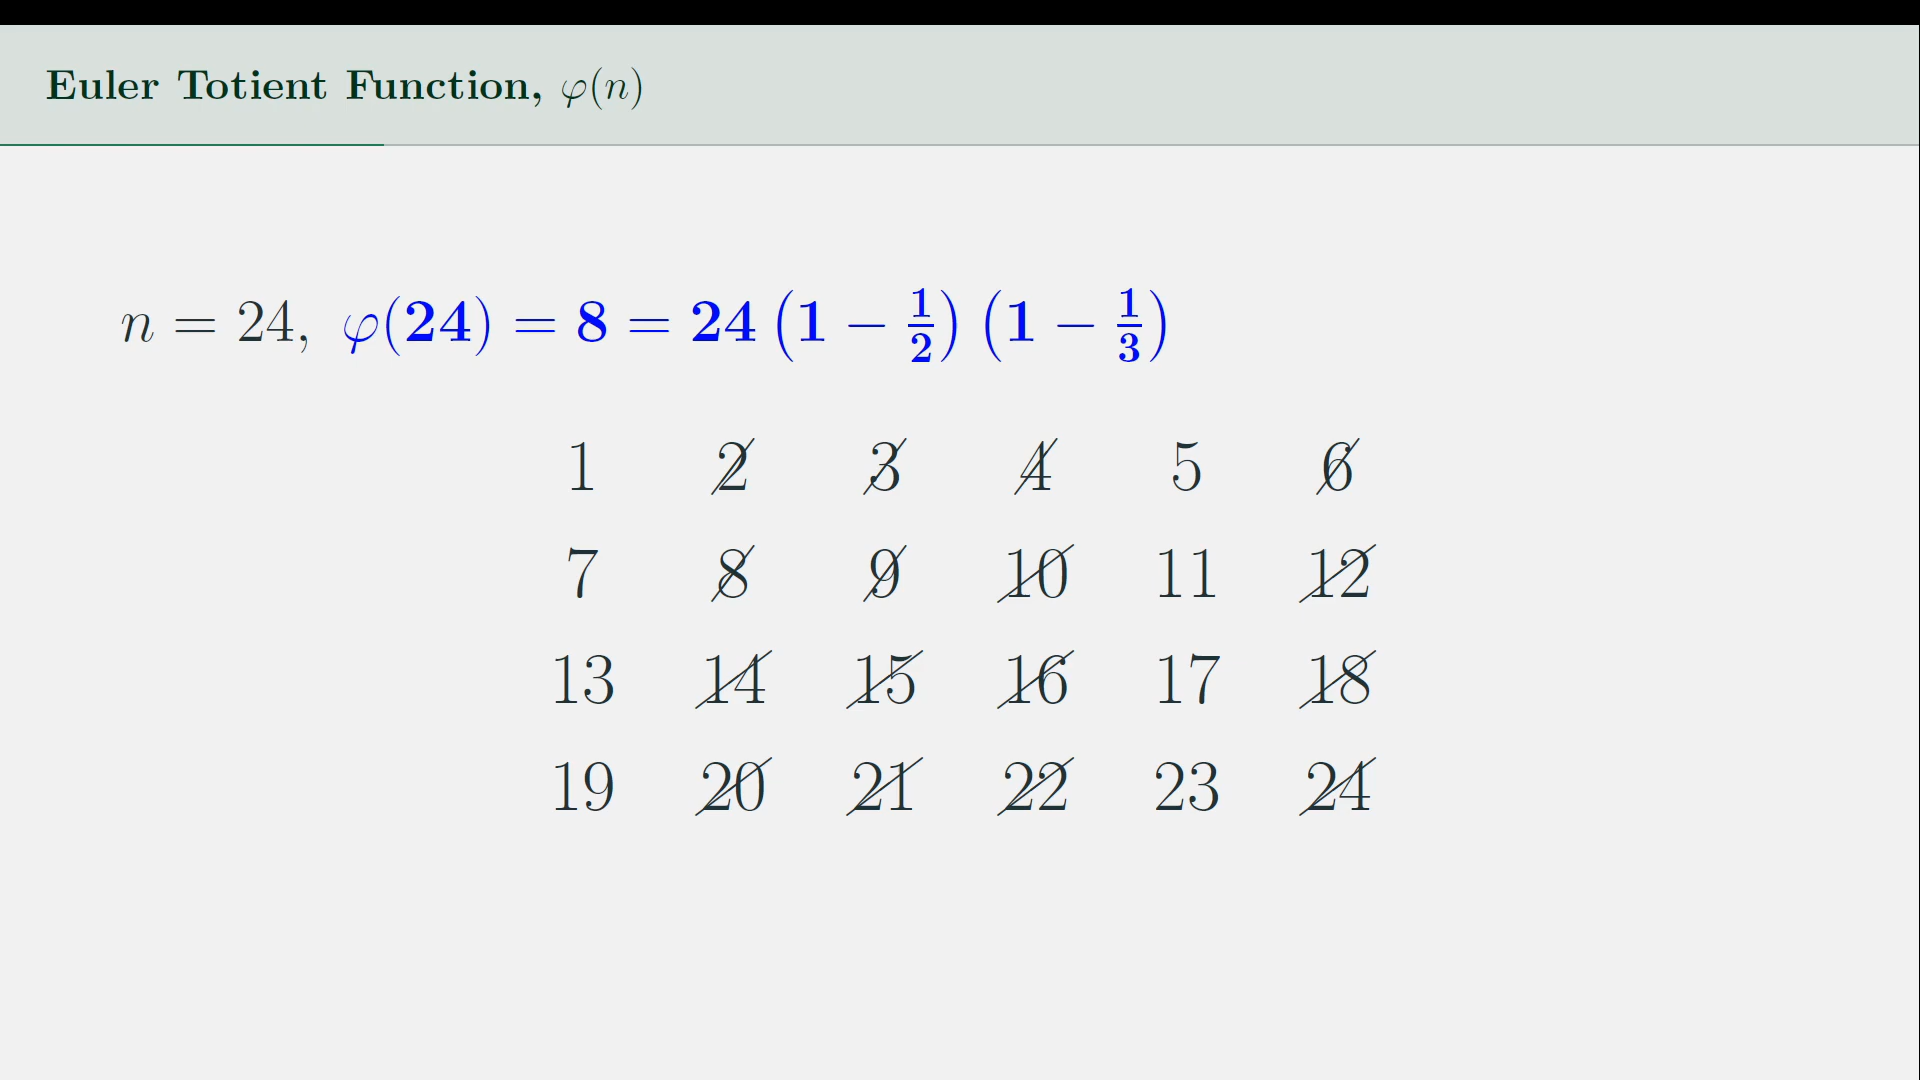 Euler Totient Function, φ(n)
n = 24, φ(24) = 8 = 24 (1 − 1/2) (1 − 1/3)
1 2 3 4 5 6
7 8 9 10 11 12
13 14 15 16 17 18
19 20 21 22 23 24